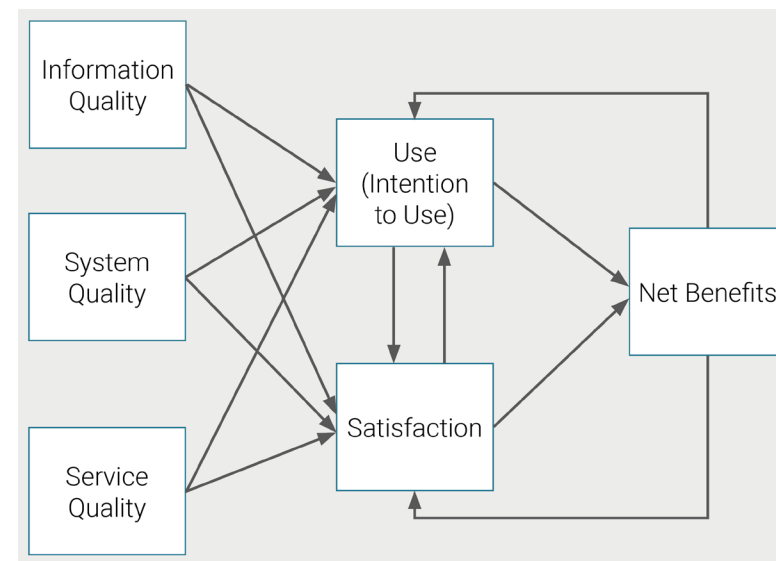 Information
Quality
Use
(Intention
to Use)
System
Quality
Net Benefits
Satisfaction
Service
Quality